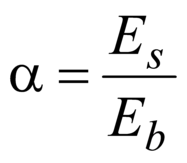 α = E_s / E_b